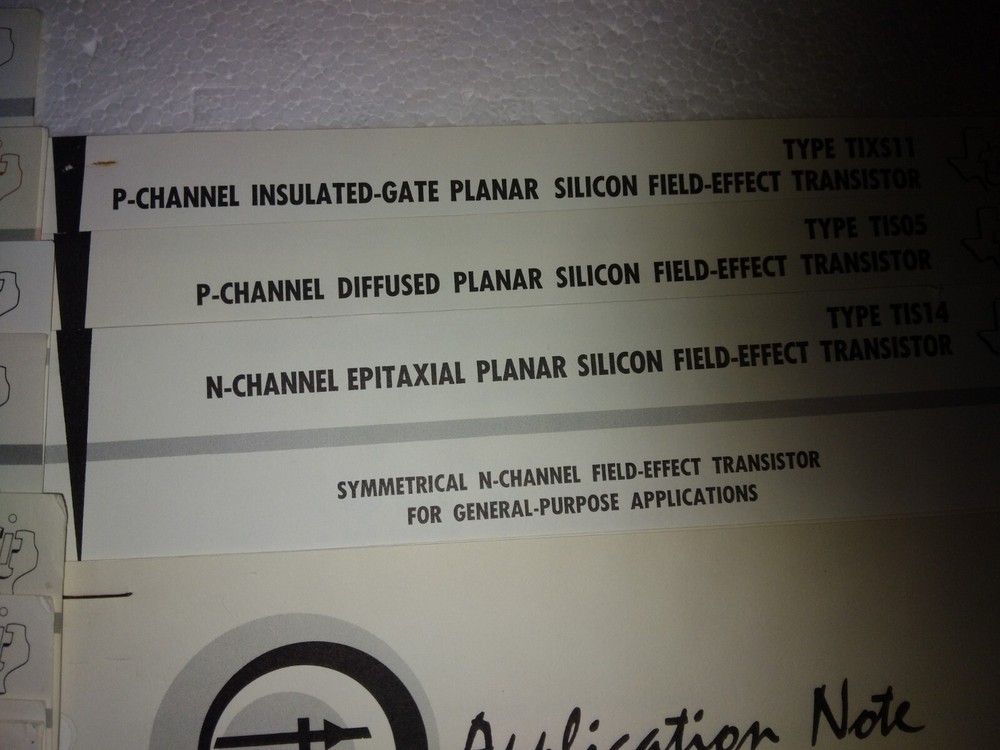 TYPE TIXS11
P-CHANNEL INSULATED-GATE PLANAR SILICON FIELD-EFFECT TRANSISTOR
TYPE TIS05
P-CHANNEL DIFFUSED PLANAR SILICON FIELD-EFFECT TRANSISTOR
TYPE TIS14
N-CHANNEL EPITAXIAL PLANAR SILICON FIELD-EFFECT TRANSISTOR
SYMMETRICAL N-CHANNEL FIELD-EFFECT TRANSISTOR
FOR GENERAL-PURPOSE APPLICATIONS
Application Note